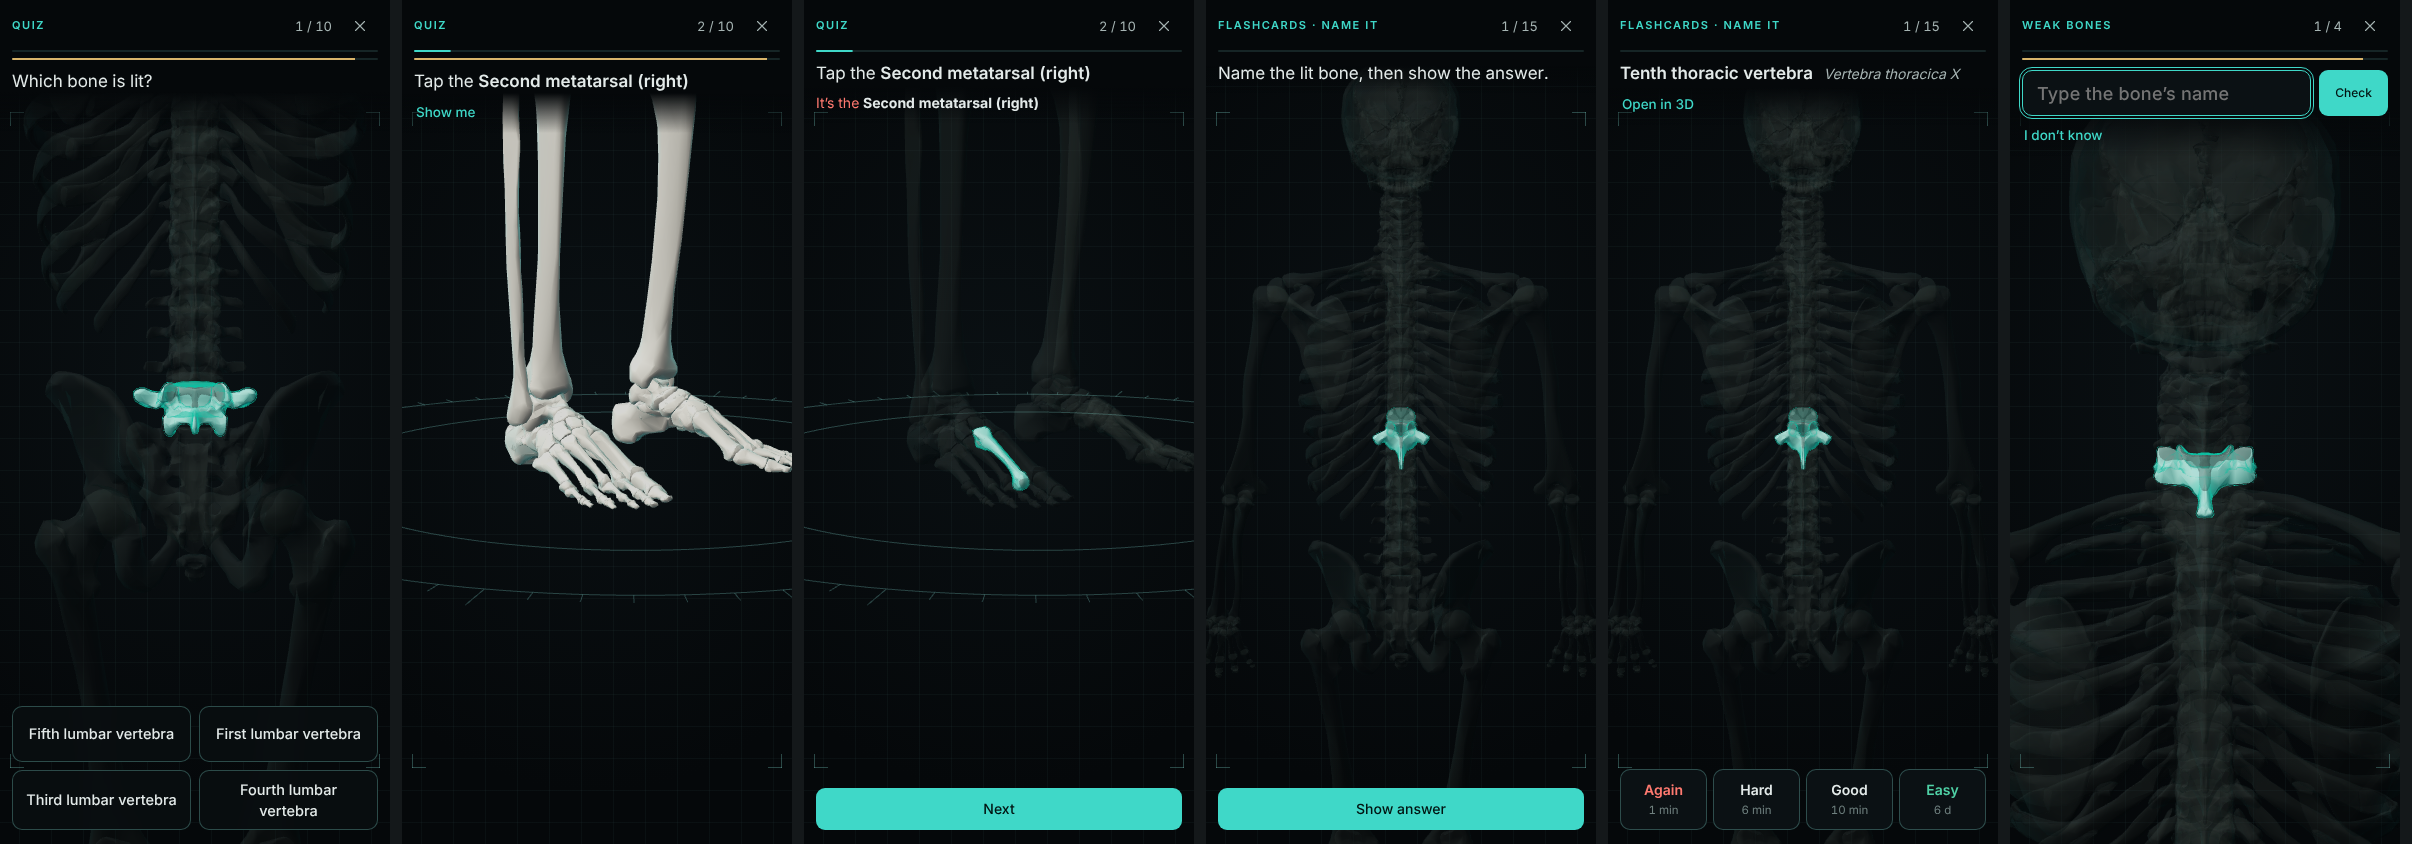 QUIZ
1 / 10
Which bone is lit?
Fifth lumbar vertebra
First lumbar vertebra
Third lumbar vertebra
Fourth lumbar
vertebra
QUIZ
2 / 10
Tap the Second metatarsal (right)
Show me
QUIZ
2 / 10
Tap the Second metatarsal (right)
It’s the Second metatarsal (right)
Next
FLASHCARDS · NAME IT
1 / 15
Name the lit bone, then show the answer.
Show answer
FLASHCARDS · NAME IT
1 / 15
Tenth thoracic vertebra Vertebra thoracica X
Open in 3D
Again
1 min
Hard
6 min
Good
10 min
Easy
6 d
WEAK BONES
1 / 4
Type the bone’s name
Check
I don’t know